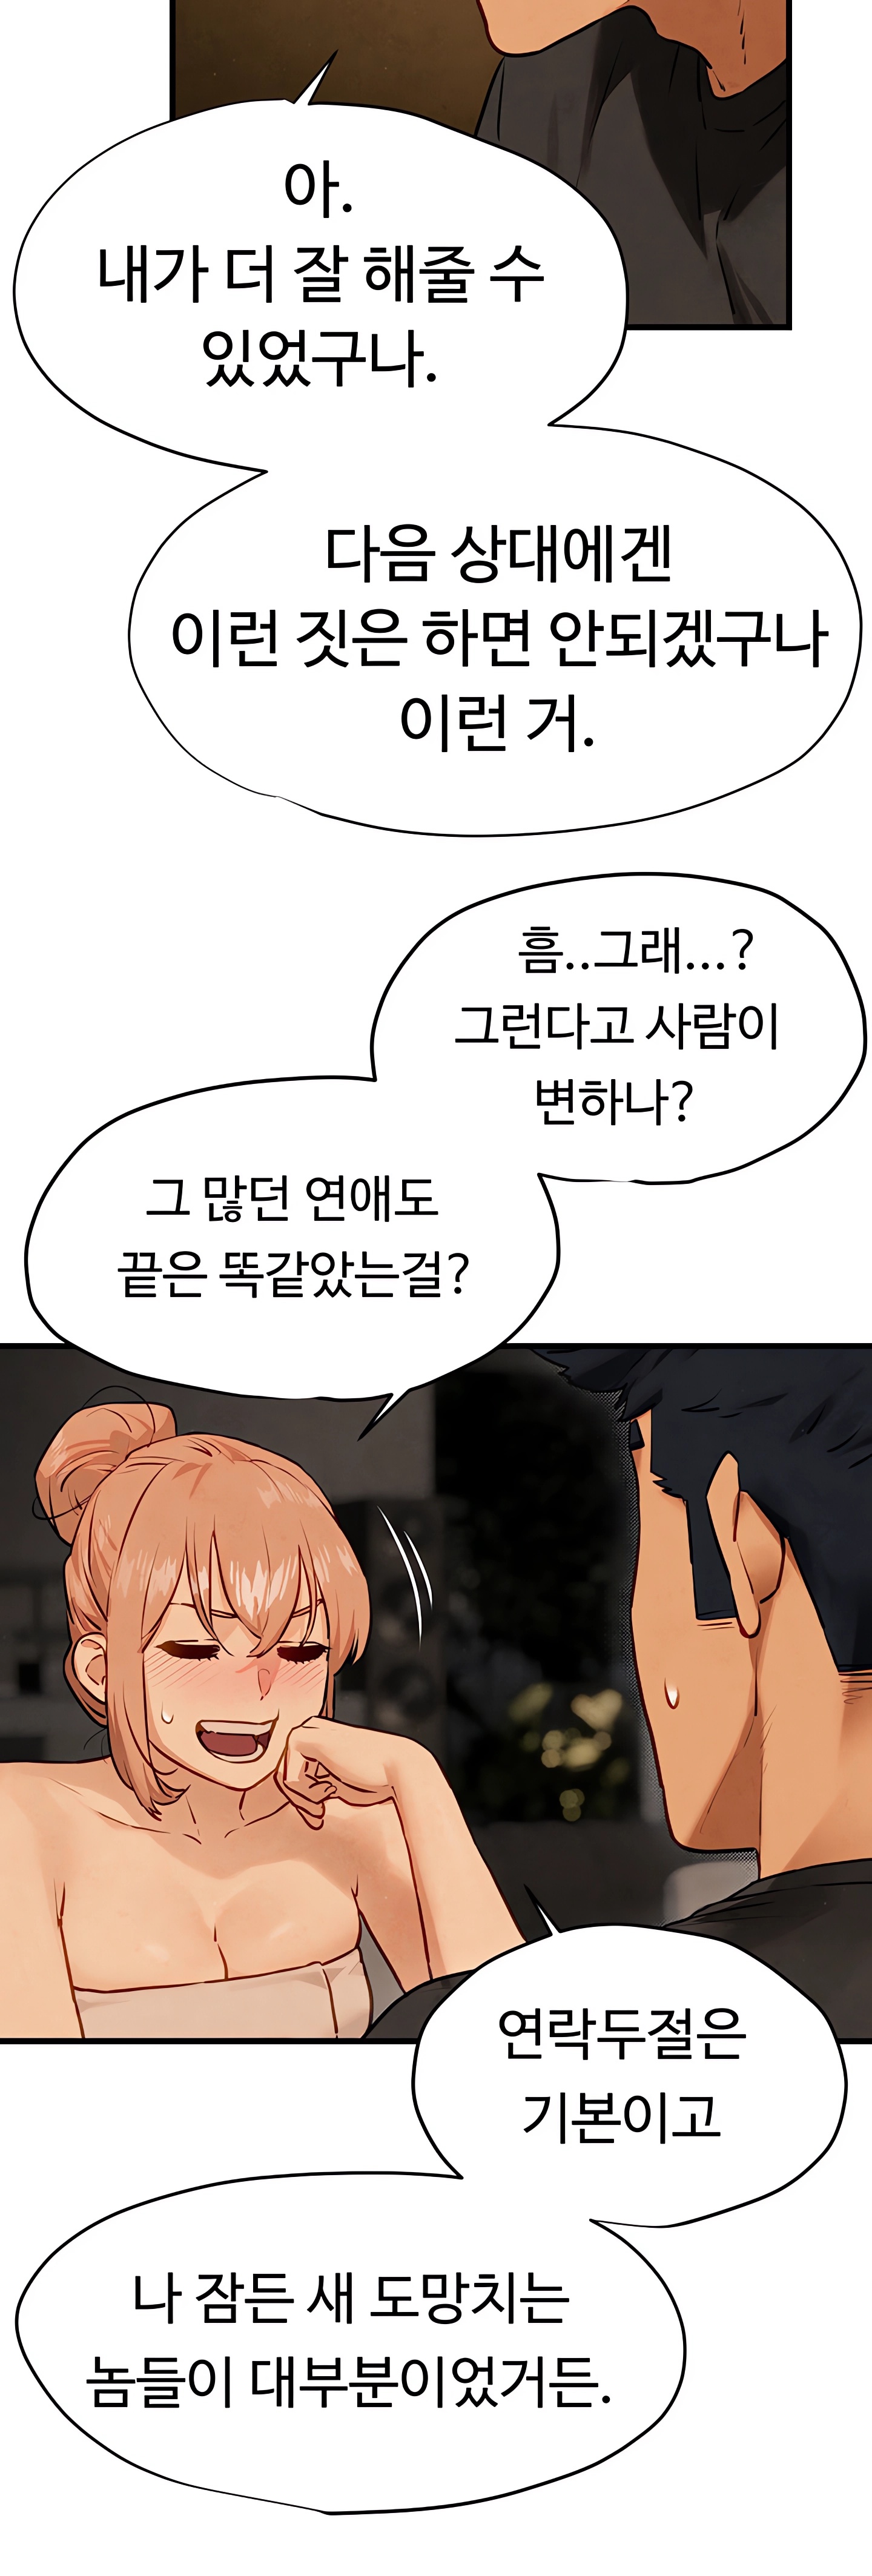 아.
내가 더 잘 해줄 수
있었구나.
다음 상대에겐
이런 짓은 하면 안되겠구나
이런 거.
흠..그래...?
그런다고 사람이
변하나?
그 많던 연애도
끝은 똑같았는걸?
연락두절은
기본이고
나 잠든 새 도망치는
놈들이 대부분이었거든.